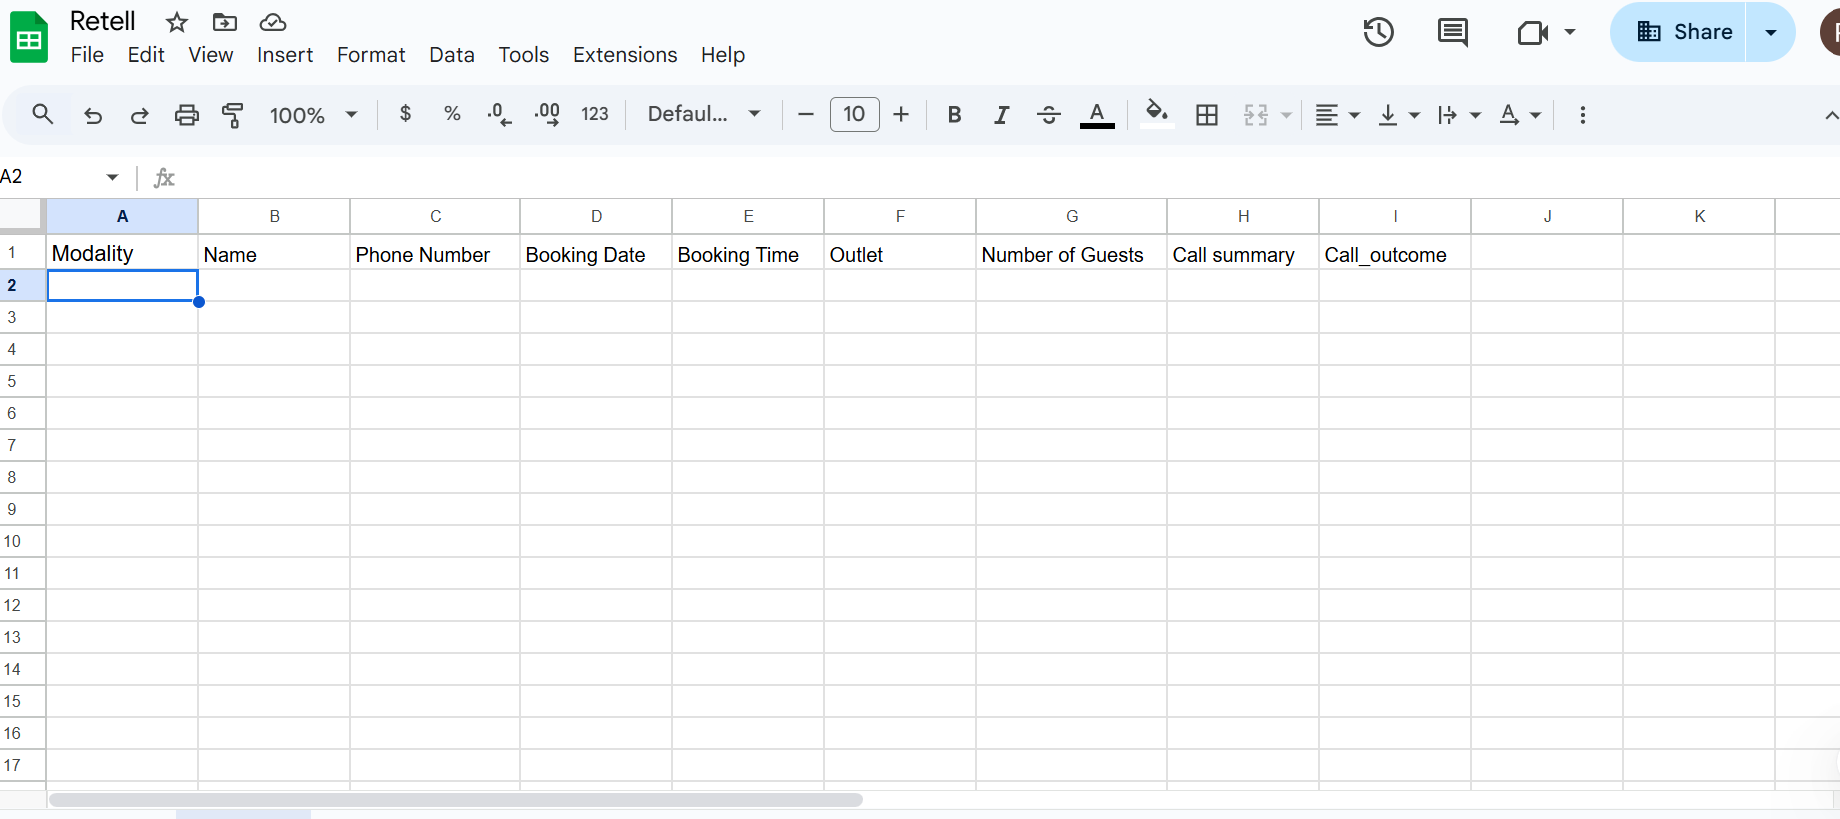 Retell
File Edit View Insert Format Data Tools Extensions Help
Share
100% $ % .0 .00 123 Defaul... − 10 + B I A A
A2 fx
A B C D E F G H I J K
1 Modality Name Phone Number Booking Date Booking Time Outlet Number of Guests Call summary Call_outcome
2
3
4
5
6
7
8
9
10
11
12
13
14
15
16
17